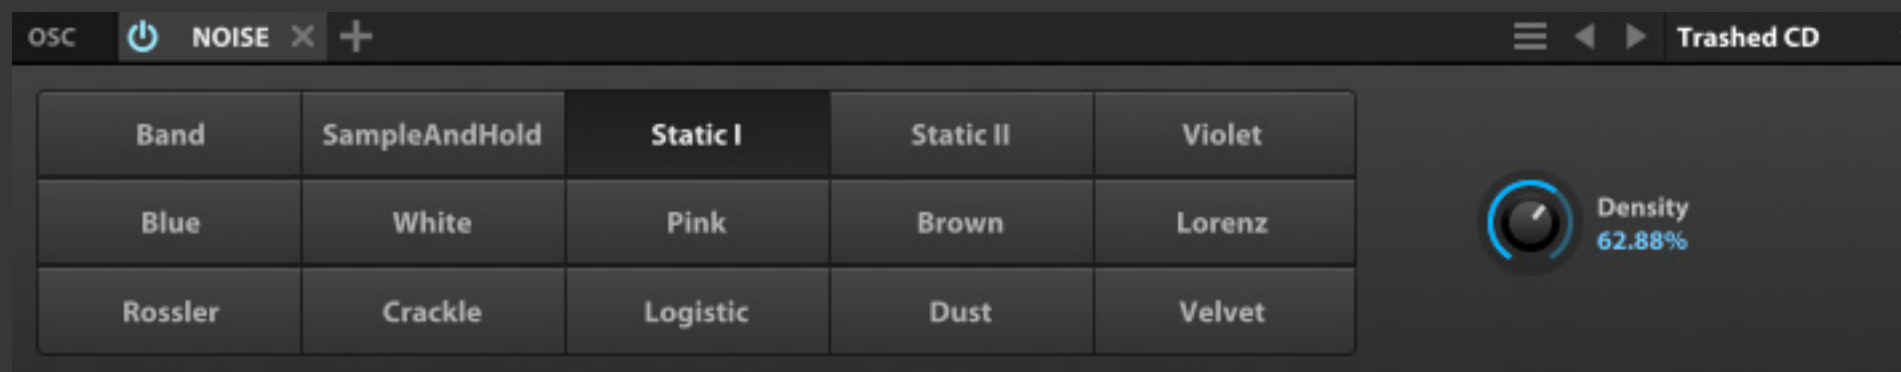 OSC NOISE Trashed CD
Band SampleAndHold Static I Static II Violet
Blue White Pink Brown Lorenz
Density
62.88%
Rossler Crackle Logistic Dust Velvet